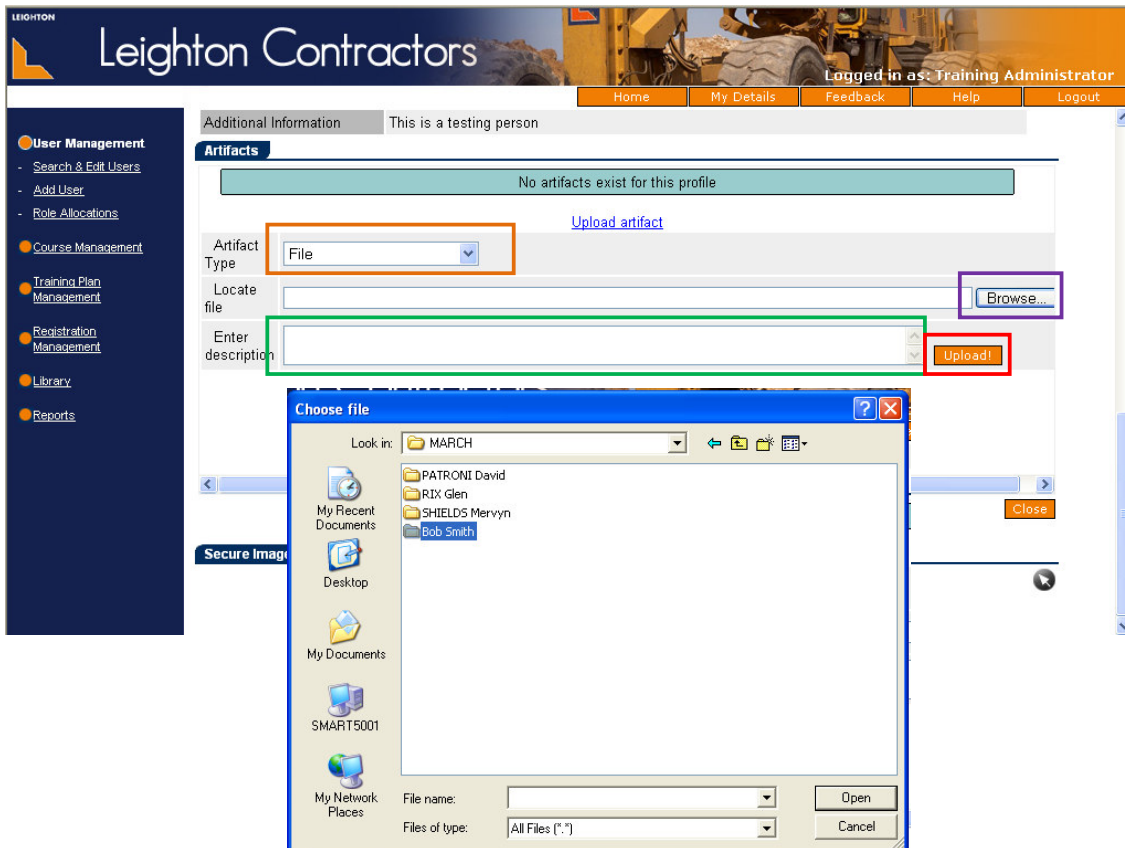 LEIGHTON
Leighton Contractors
Logged in as: Training Administrator
Home My Details Feedback Help Logout
User Management
- Search & Edit Users
- Add User
- Role Allocations
Course Management
Training Plan
Management
Registration
Management
Library
Reports
Additional Information This is a testing person
Artifacts
No artifacts exist for this profile
Upload artifact
Artifact
Type
File
Locate
file
Browse...
Enter
description
Upload!
Close
Secure Imag
Choose file
Look in: MARCH
PATRONI David
RIX Glen
SHIELDS Mervyn
Bob Smith
My Recent
Documents
Desktop
My Documents
SMART5001
My Network
Places
File name:
Open
Files of type: All Files (*.*)
Cancel